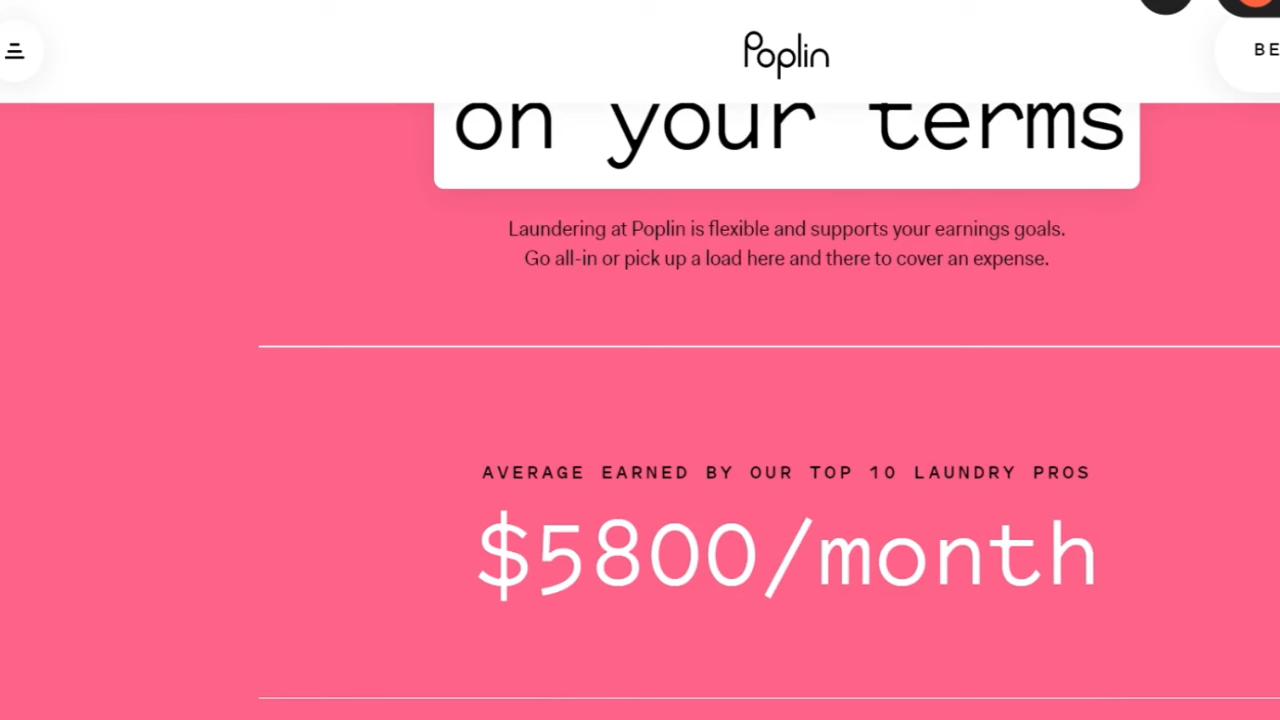 Poplin
BE
on your terms
Laundering at Poplin is flexible and supports your earnings goals.
Go all-in or pick up a load here and there to cover an expense.
AVERAGE EARNED BY OUR TOP 10 LAUNDRY PROS
$5800/month